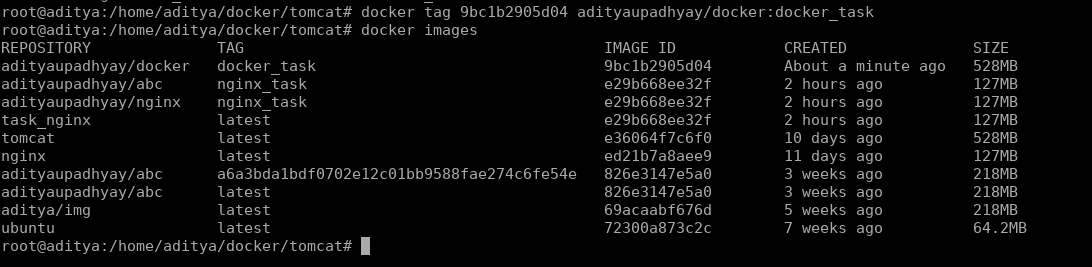 root@aditya:/home/aditya/docker/tomcat# docker tag 9bc1b2905d04 adityaupadhyay/docker:docker_task
root@aditya:/home/aditya/docker/tomcat# docker images
REPOSITORY TAG IMAGE ID CREATED SIZE
adityaupadhyay/docker docker_task 9bc1b2905d04 About a minute ago 528MB
adityaupadhyay/abc nginx_task e29b668ee32f 2 hours ago 127MB
adityaupadhyay/nginx nginx_task e29b668ee32f 2 hours ago 127MB
task_nginx latest e29b668ee32f 2 hours ago 127MB
tomcat latest e36064f7c6f0 10 days ago 528MB
nginx latest ed21b7a8aee9 11 days ago 127MB
adityaupadhyay/abc a6a3bda1bdf0702e12c01bb9588fae274c6fe54e 826e3147e5a0 3 weeks ago 218MB
adityaupadhyay/abc latest 826e3147e5a0 3 weeks ago 218MB
aditya/img latest 69acaabf676d 5 weeks ago 218MB
ubuntu latest 72300a873c2c 7 weeks ago 64.2MB
root@aditya:/home/aditya/docker/tomcat#